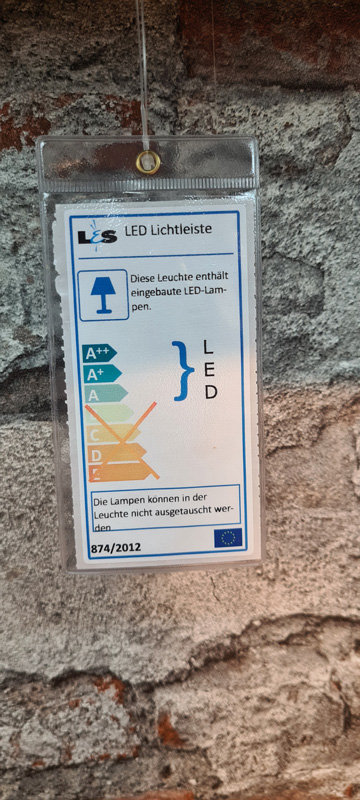 L&S LED Lichtleiste
Diese Leuchte enthält
eingebaute LED-Lam-
pen.
A++
A+
A
C
D
E
L
E
D
Die Lampen können in der
Leuchte nicht ausgetauscht wer-
den
874/2012